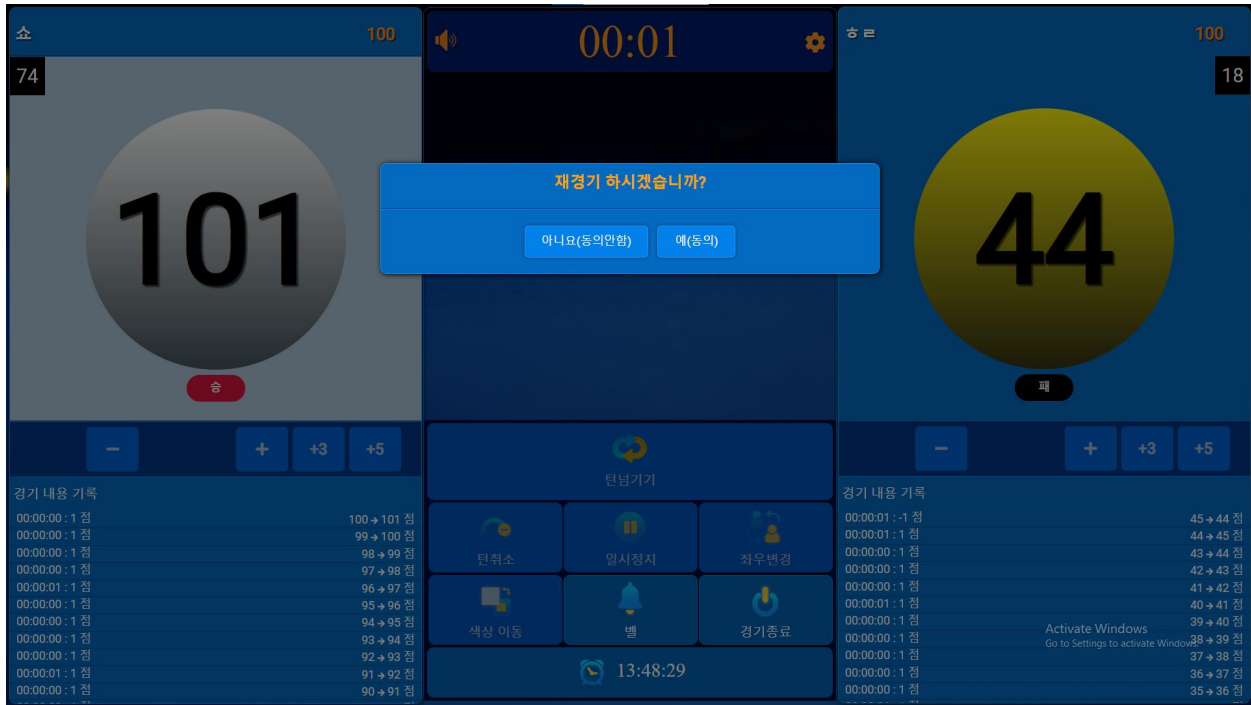 쇼 100
74
101
승
− + +3 +5
경기 내용 기록
00:00:00 : 1 점 100→101 점
00:00:00 : 1 점 99→100 점
00:00:00 : 1 점 98→99 점
00:00:00 : 1 점 97→98 점
00:00:01 : 1 점 96→97 점
00:00:00 : 1 점 95→96 점
00:00:00 : 1 점 94→95 점
00:00:00 : 1 점 93→94 점
00:00:00 : 1 점 92→93 점
00:00:01 : 1 점 91→92 점
00:00:00 : 1 점 90→91 점
00:01
재경기 하시겠습니까?
아니요(동의안함) 예(동의)
턴넘기기
턴취소 일시정지 좌우변경
색상 이동 벨 경기종료
13:48:29
ㅎㄹ 100
18
44
패
− + +3 +5
경기 내용 기록
00:00:01 : -1 점 45→44 점
00:00:01 : 1 점 44→45 점
00:00:00 : 1 점 43→44 점
00:00:00 : 1 점 42→43 점
00:00:00 : 1 점 41→42 점
00:00:01 : 1 점 40→41 점
00:00:00 : 1 점 39→40 점
00:00:00 : 1 점 38→39 점
00:00:00 : 1 점 37→38 점
00:00:00 : 1 점 36→37 점
00:00:00 : 1 점 35→36 점
Activate Windows
Go to Settings to activate Windows.